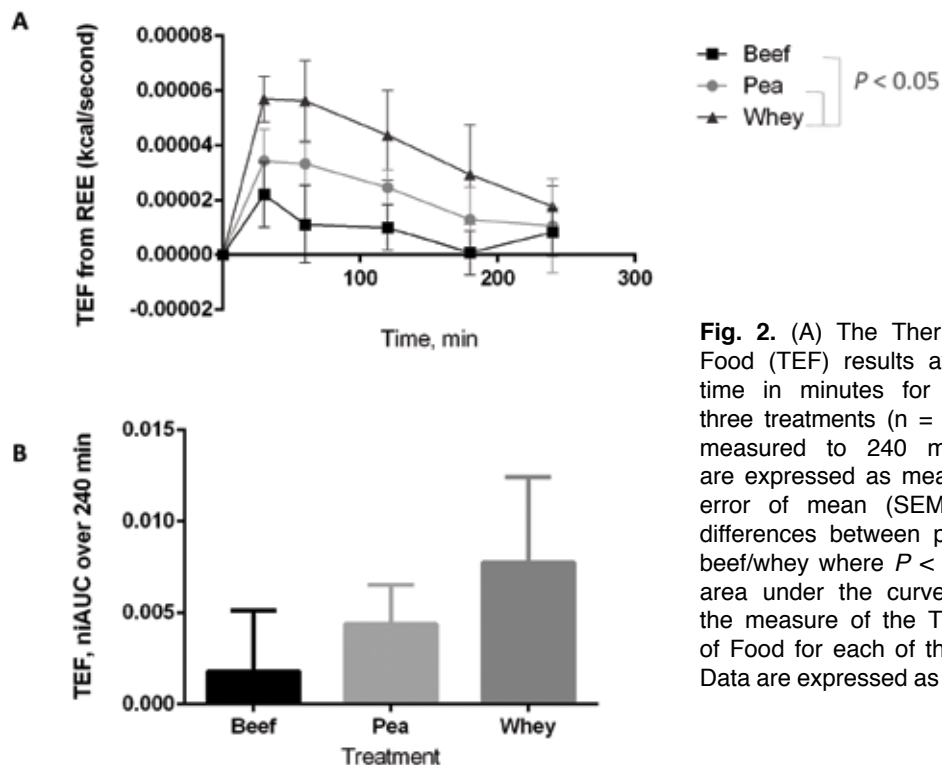 A
0.00008
0.00006
0.00004
0.00002
0.00000
-0.00002
TEF from REE (kcal/second)
100
200
300
Time, min
Beef
Pea
Whey
P < 0.05
B
0.015
0.010
0.005
0.000
TEF, niAUC over 240 min
Beef
Pea
Whey
Treatment
Fig. 2. (A) The Ther
Food (TEF) results a
time in minutes for
three treatments (n =
measured to 240 m
are expressed as mea
error of mean (SEM
differences between p
beef/whey where P <
area under the curve
the measure of the T
of Food for each of th
Data are expressed as